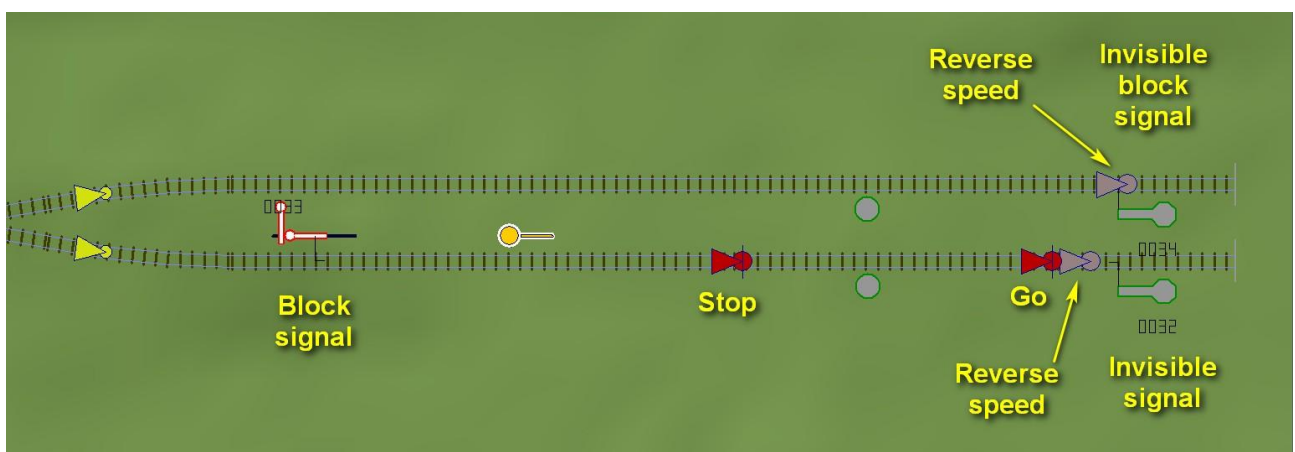 Reverse
speed
Invisible
block
signal
0033
0034
Block
signal
Stop
Go
0032
Reverse
speed
Invisible
signal